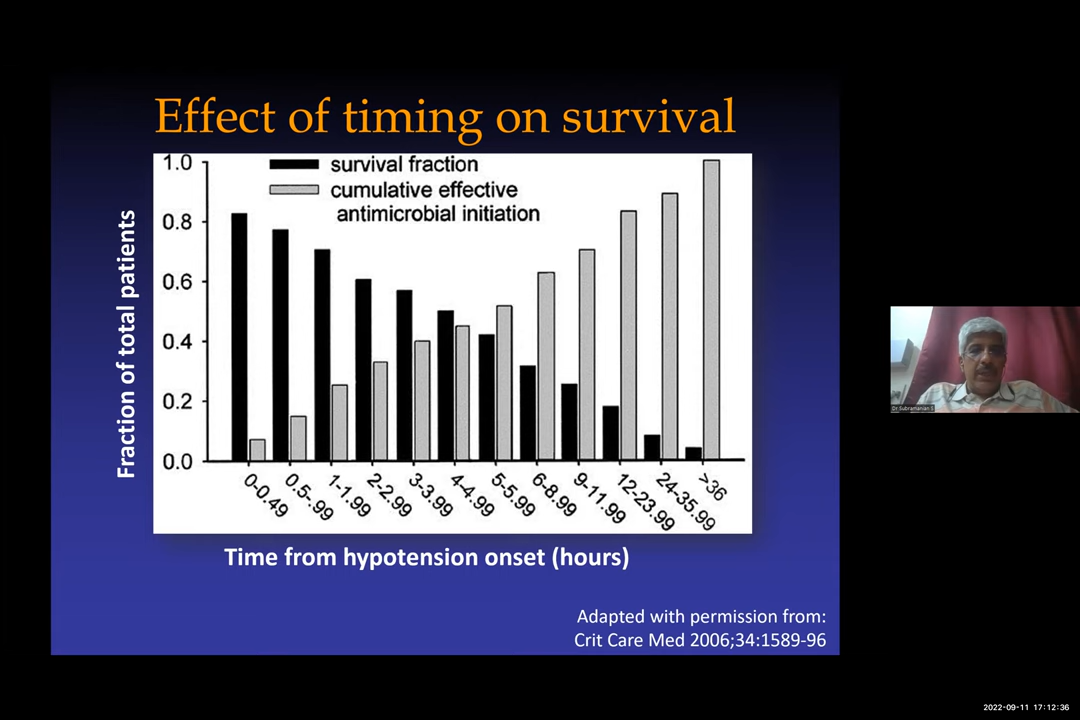 Effect of timing on survival
survival fraction
cumulative effective
antimicrobial initiation
Fraction of total patients
1.0
0.8
0.6
0.4
0.2
0.0
0-0.49
0.5-.99
1-1.99
2-2.99
3-3.99
4-4.99
5-5.99
6-8.99
9-11.99
12-23.99
24-35.99
>36
Time from hypotension onset (hours)
Adapted with permission from:
Crit Care Med 2006;34:1589-96
Dr Subramanian S
2022-09-11 17:12:36